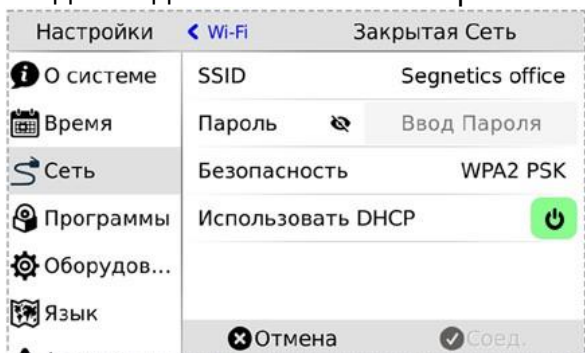 Настройки
Wi-Fi
Закрытая Сеть
О системе
Время
Сеть
Программы
Оборудов...
Язык
SSID
Segnetics office
Пароль
Ввод Пароля
Безопасность
WPA2 PSK
Использовать DHCP
Отмена
Соед.